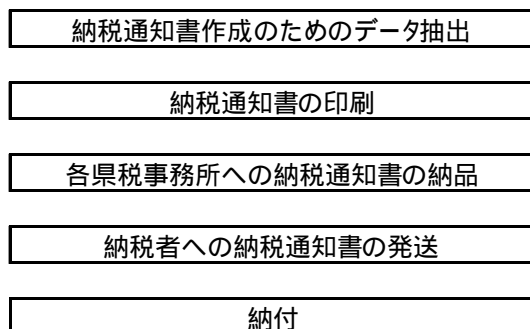 納税通知書作成のためのデータ抽出
納税通知書の印刷
各県税事務所への納税通知書の納品
納税者への納税通知書の発送
納付